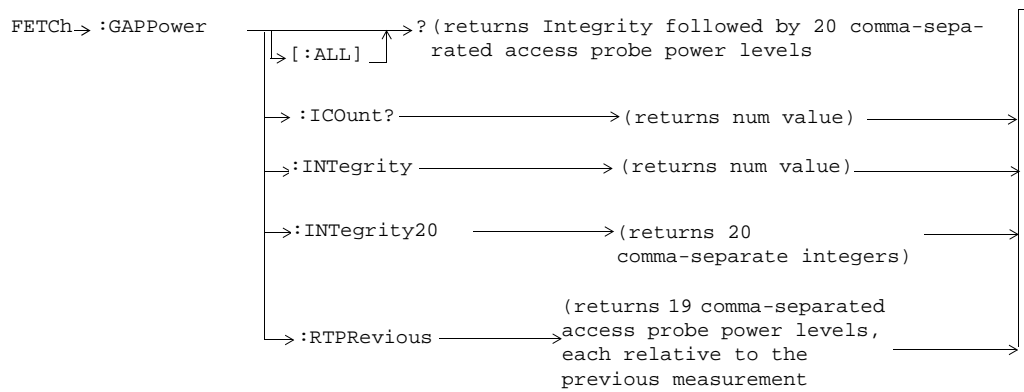 FETCh :GAPPower ? (returns Integrity followed by 20 comma-sepa-
[:ALL] rated access probe power levels
:ICOunt? (returns num value)
:INTegrity (returns num value)
:INTegrity20 (returns 20
comma-separate integers)
(returns 19 comma-separated
:RTPRevious access probe power levels,
each relative to the
previous measurement